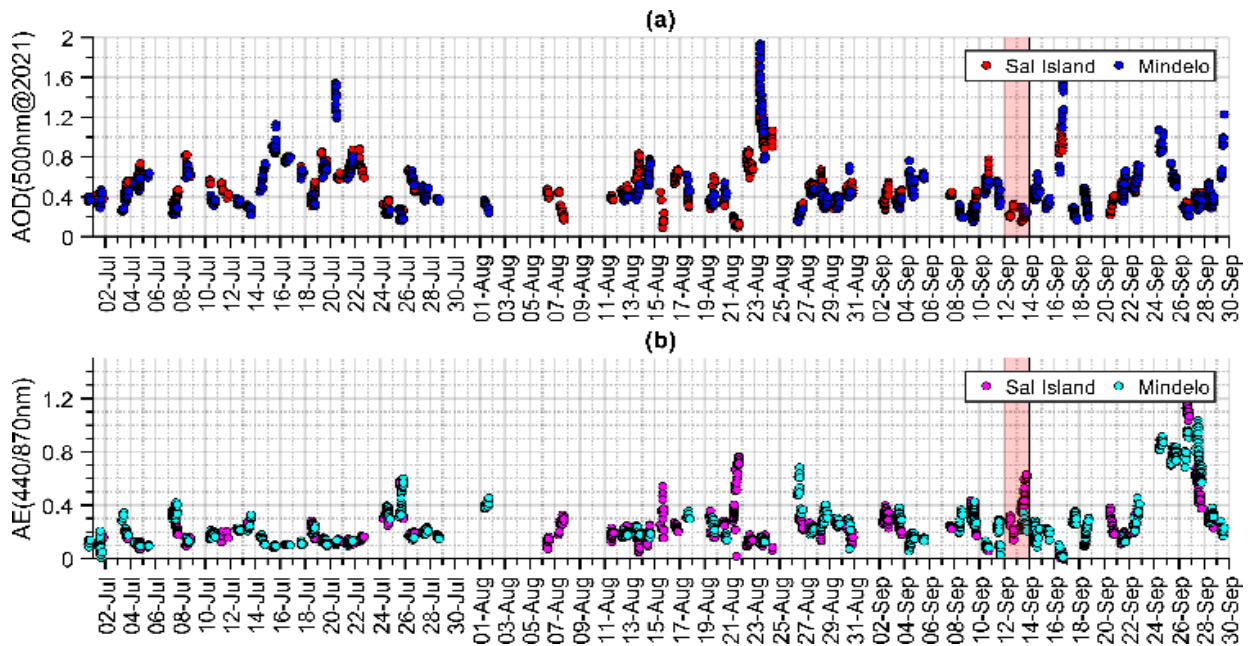 (a)
AOD(500nm@2021)
2
1.6
1.2
0.8
0.4
0
Sal Island Mindelo
02-Jul 04-Jul 06-Jul 08-Jul 10-Jul 12-Jul 14-Jul 16-Jul 18-Jul 20-Jul 22-Jul 24-Jul 26-Jul 28-Jul 30-Jul 01-Aug 03-Aug 05-Aug 07-Aug 09-Aug 11-Aug 13-Aug 15-Aug 17-Aug 19-Aug 21-Aug 23-Aug 25-Aug 27-Aug 29-Aug 31-Aug 02-Sep 04-Sep 06-Sep 08-Sep 10-Sep 12-Sep 14-Sep 16-Sep 18-Sep 20-Sep 22-Sep 24-Sep 26-Sep 28-Sep 30-Sep
(b)
AE(440/870nm)
1.2
0.8
0.4
0
Sal Island Mindelo
02-Jul 04-Jul 06-Jul 08-Jul 10-Jul 12-Jul 14-Jul 16-Jul 18-Jul 20-Jul 22-Jul 24-Jul 26-Jul 28-Jul 30-Jul 01-Aug 03-Aug 05-Aug 07-Aug 09-Aug 11-Aug 13-Aug 15-Aug 17-Aug 19-Aug 21-Aug 23-Aug 25-Aug 27-Aug 29-Aug 31-Aug 02-Sep 04-Sep 06-Sep 08-Sep 10-Sep 12-Sep 14-Sep 16-Sep 18-Sep 20-Sep 22-Sep 24-Sep 26-Sep 28-Sep 30-Sep